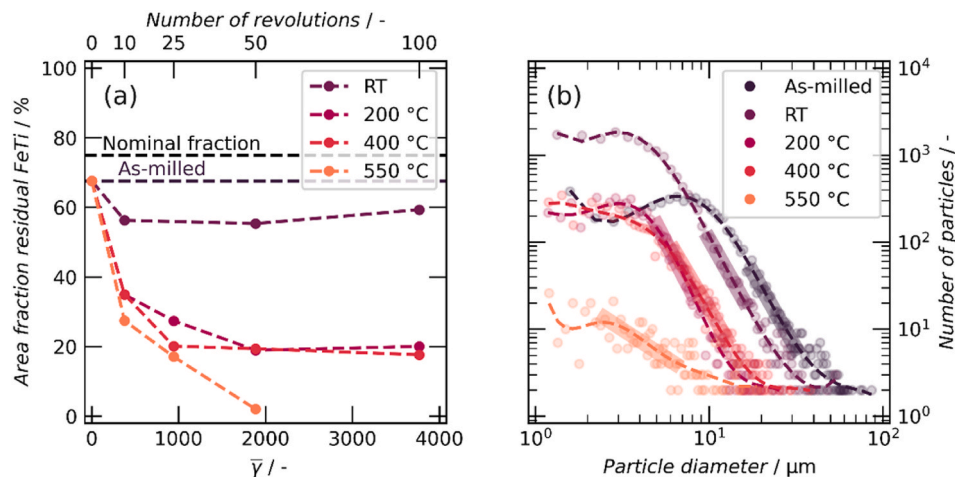 Number of revolutions / -
0 10 25 50 100
100
80
60
40
20
0
Area fraction residual FeTi / %
(a)
RT
200 °C
400 °C
550 °C
Nominal fraction
As-milled
0 1000 2000 3000 4000
γ̅ / -
(b)
As-milled
RT
200 °C
400 °C
550 °C
10⁴
10³
10²
10¹
10⁰
Number of particles / -
10⁰ 10¹ 10²
Particle diameter / μm